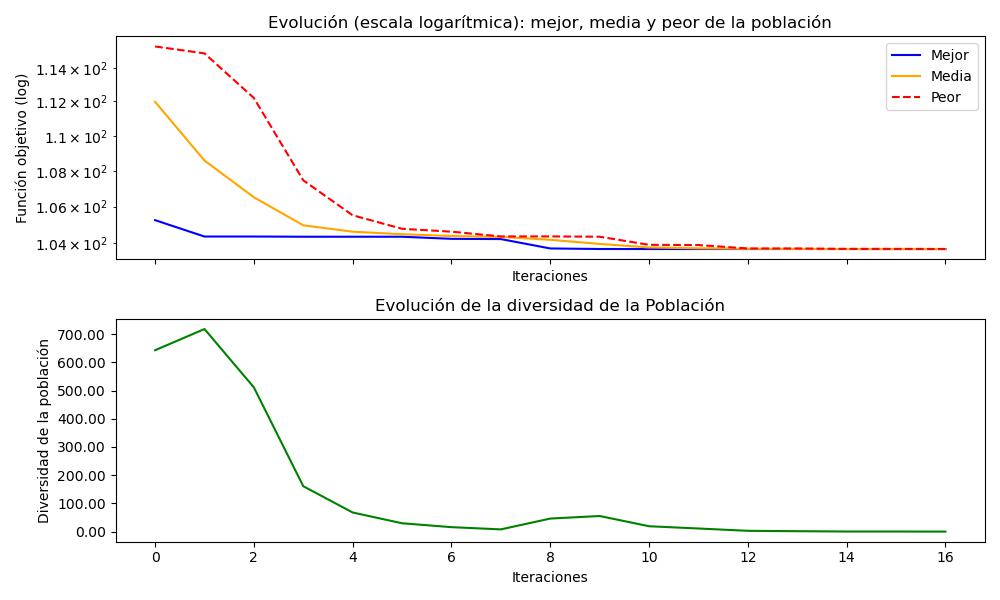 Evolución (escala logarítmica): mejor, media y peor de la población
Función objetivo (log)
1.14 × 10²
1.12 × 10²
1.1 × 10²
1.08 × 10²
1.06 × 10²
1.04 × 10²
Mejor
Media
Peor
Iteraciones
Evolución de la diversidad de la Población
Diversidad de la población
700.00
600.00
500.00
400.00
300.00
200.00
100.00
0.00
0 2 4 6 8 10 12 14 16
Iteraciones